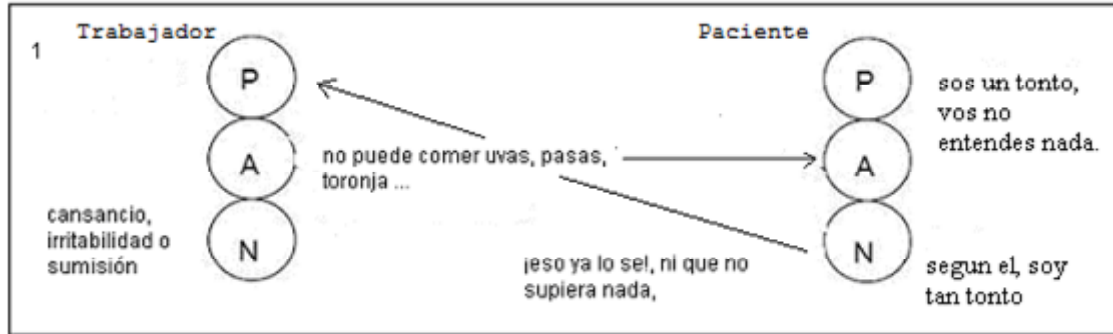 1
Trabajador
Paciente
P
P
sos un tonto,
vos no
entendes nada.
A
no puede comer uvas, pasas,
toronja ...
A
cansancio,
irritabilidad o
sumisión
N
¡eso ya lo se!, ni que no
supiera nada,
N
segun el, soy
tan tonto